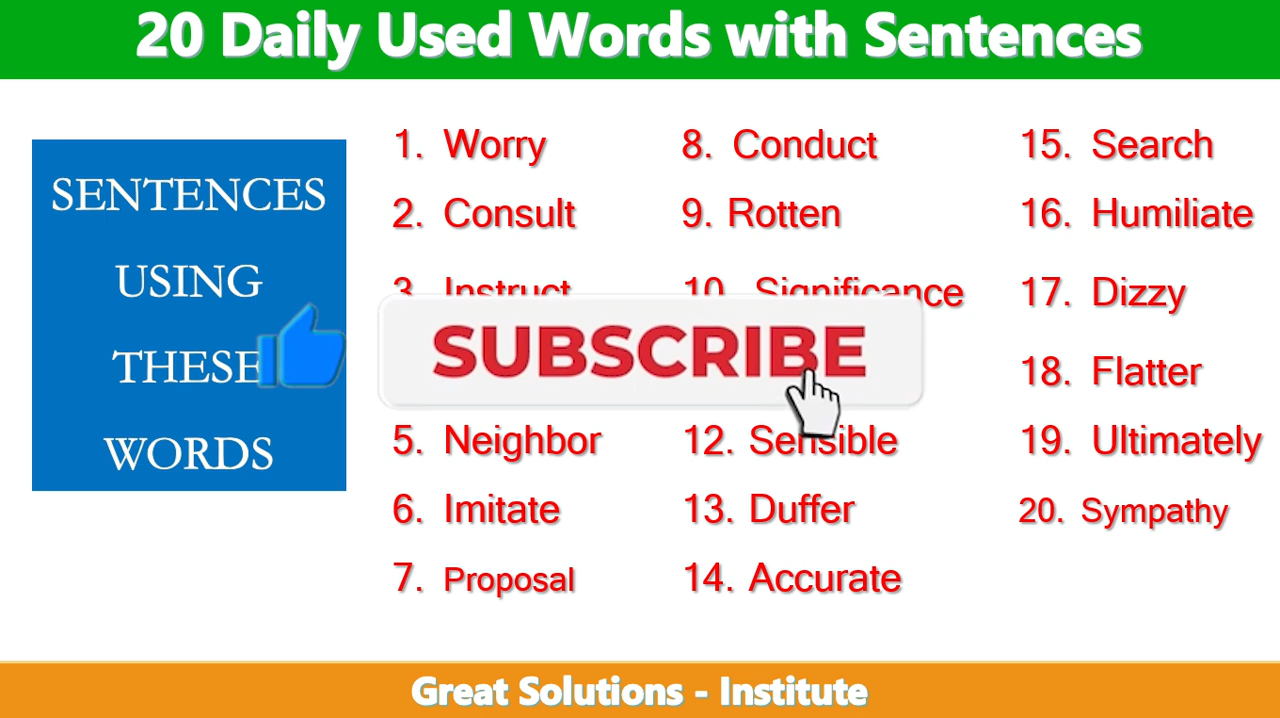 20 Daily Used Words with Sentences
SENTENCES
USING
THESE
WORDS
1. Worry
2. Consult
3. Instruct
5. Neighbor
6. Imitate
7. Proposal
8. Conduct
9. Rotten
10. Significance
12. Sensible
13. Duffer
14. Accurate
15. Search
16. Humiliate
17. Dizzy
18. Flatter
19. Ultimately
20. Sympathy
SUBSCRIBE
Great Solutions - Institute